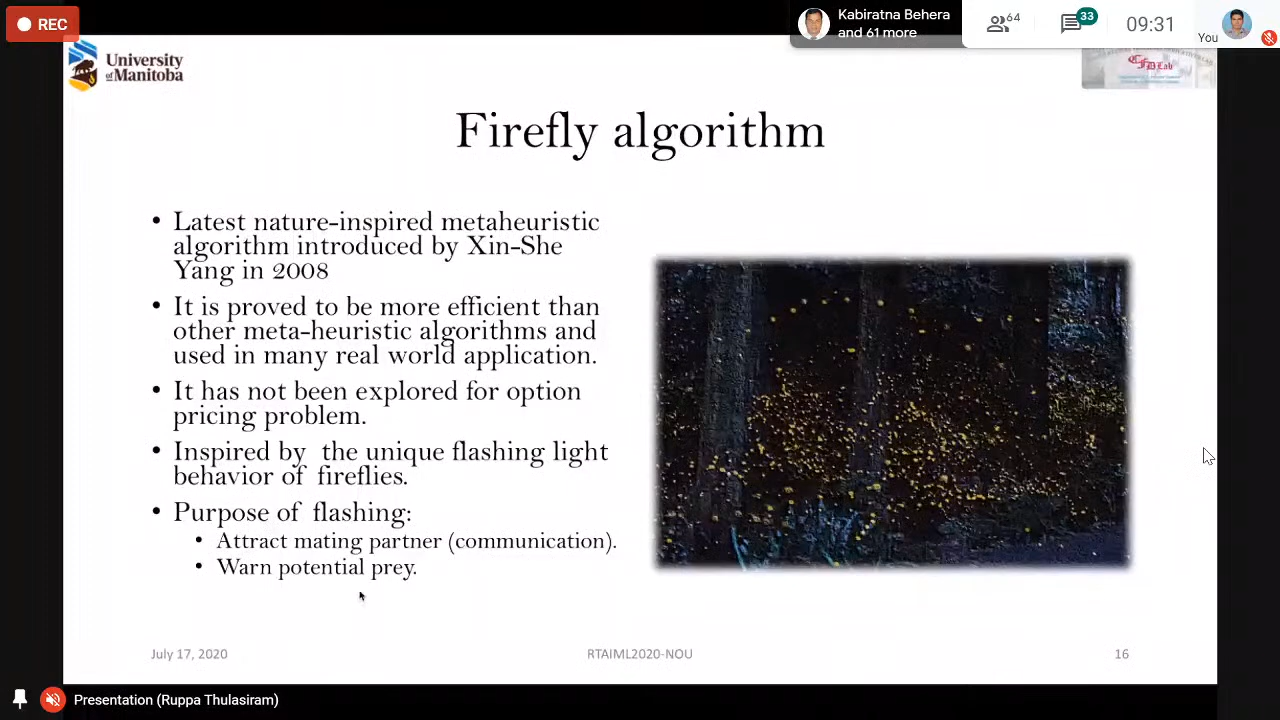 REC
Kabiratna Behera
and 61 more
64
33
09:31
You
University
of Manitoba
CFD Lab
Firefly algorithm
• Latest nature-inspired metaheuristic
algorithm introduced by Xin-She
Yang in 2008
• It is proved to be more efficient than
other meta-heuristic algorithms and
used in many real world application.
• It has not been explored for option
pricing problem.
• Inspired by the unique flashing light
behavior of fireflies.
• Purpose of flashing:
• Attract mating partner (communication).
• Warn potential prey.
July 17, 2020
RTAIML2020-NOU
16
Presentation (Ruppa Thulasiram)